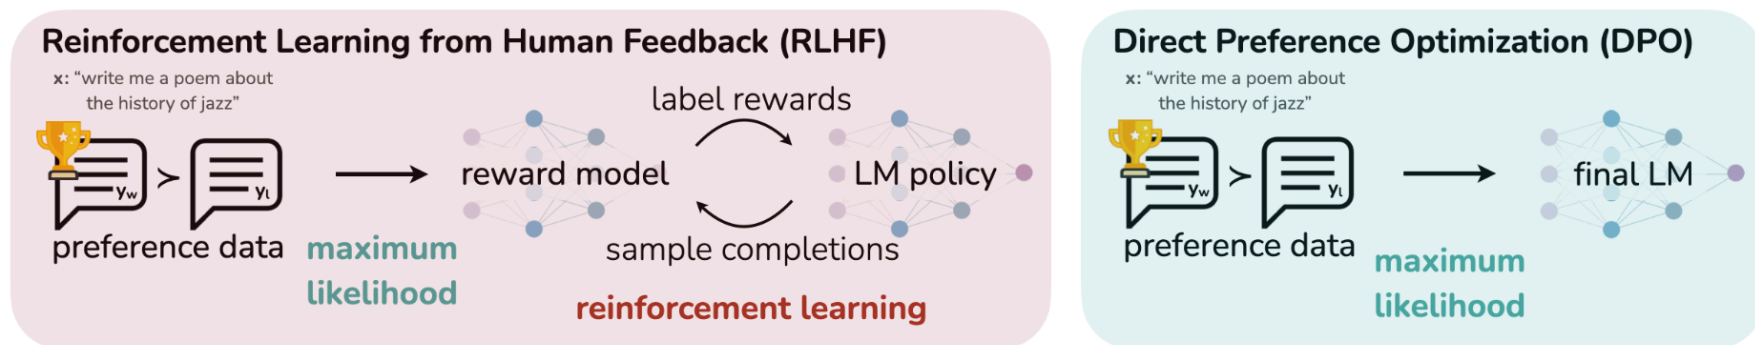 Reinforcement Learning from Human Feedback (RLHF)
x: “write me a poem about
the history of jazz”
label rewards
yw
yl
reward model
LM policy
preference data
maximum
likelihood
sample completions
reinforcement learning
Direct Preference Optimization (DPO)
x: “write me a poem about
the history of jazz”
yw
yl
final LM
preference data
maximum
likelihood